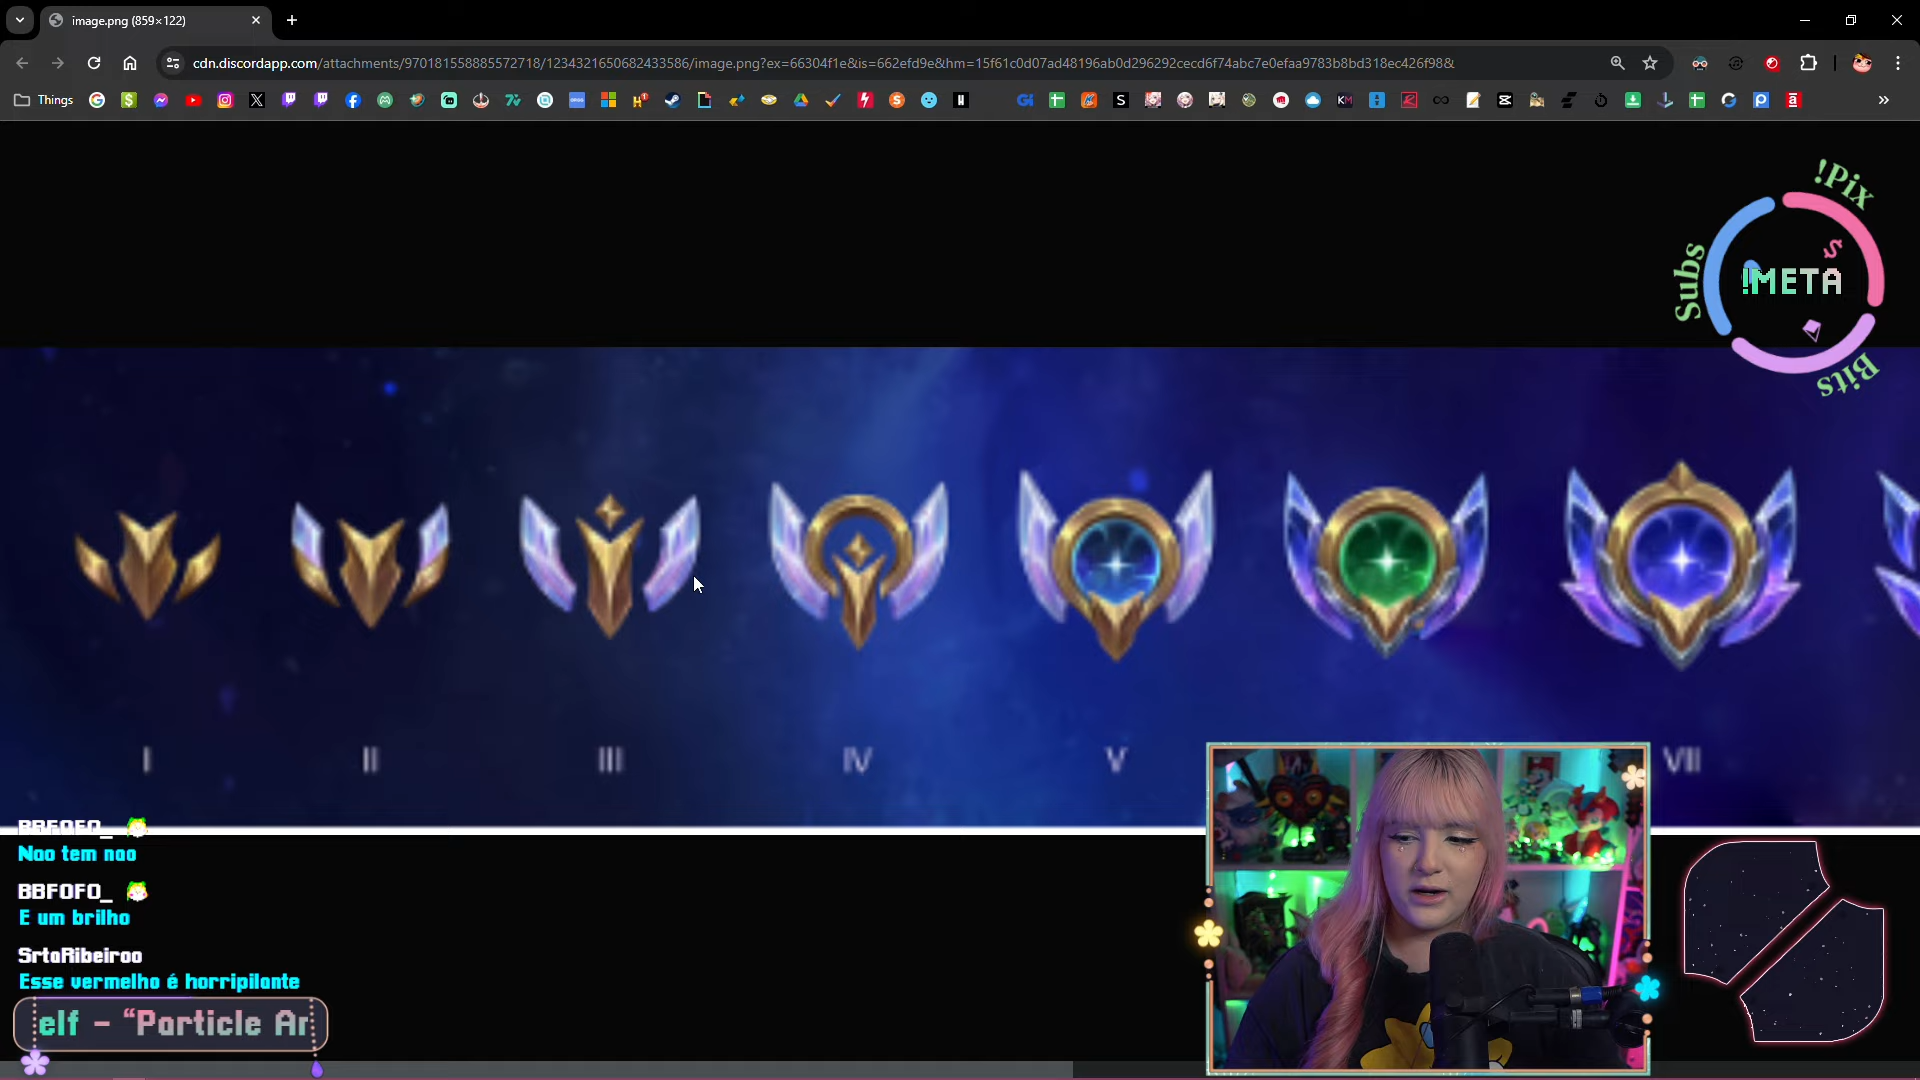 image.png (859×122)
cdn.discordapp.com/attachments/970181558885572718/1234321650682433586/image.png?ex=66304f1e&is=662efd9e&hm=15f61c0d07ad48196ab0d296292cecd6f74abc7e0efaa9783b8bd318ec426f98&
Things
!Pix
Subs
!META
Bits
I II III IV V VII
BBFOFO_
Nao tem nao
BBFOFO_
E um brilho
SrtaRibeiroo
Esse vermelho é horripilante
elf - “Particle Ar